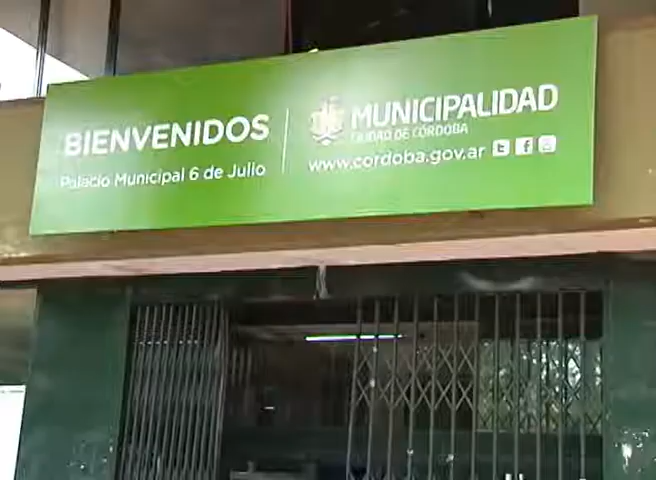 BIENVENIDOS
Palacio Municipal 6 de Julio
MUNICIPALIDAD
CIUDAD DE CÓRDOBA
www.cordoba.gov.ar